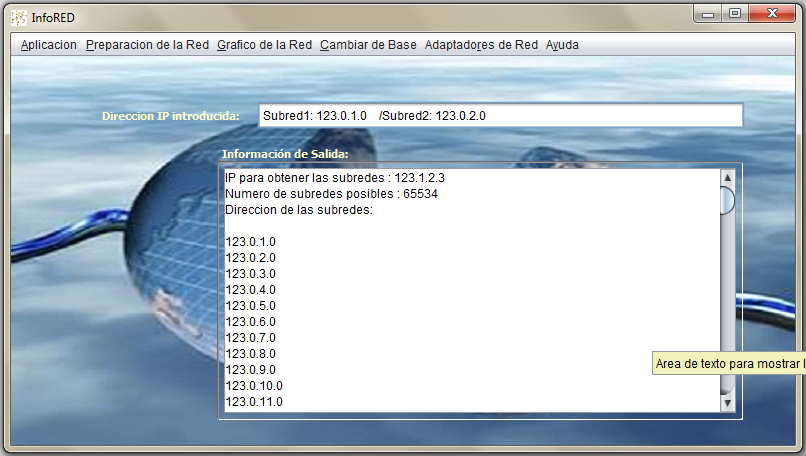 InfoRED
Aplicacion Preparacion de la Red Grafico de la Red Cambiar de Base Adaptadores de Red Ayuda
Direccion IP introducida: Subred1: 123.0.1.0 /Subred2: 123.0.2.0
Información de Salida:
IP para obtener las subredes : 123.1.2.3
Numero de subredes posibles : 65534
Direccion de las subredes:
123.0.1.0
123.0.2.0
123.0.3.0
123.0.4.0
123.0.5.0
123.0.6.0
123.0.7.0
123.0.8.0
123.0.9.0
123.0.10.0
123.0.11.0
Area de texto para mostrar l